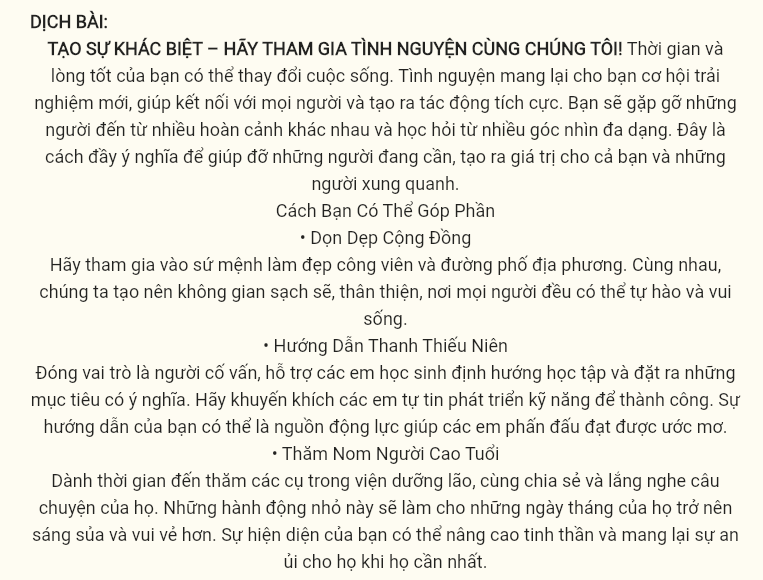 DỊCH BÀI:
TẠO SỰ KHÁC BIỆT – HÃY THAM GIA TÌNH NGUYỆN CÙNG CHÚNG TÔI! Thời gian và
lòng tốt của bạn có thể thay đổi cuộc sống. Tình nguyện mang lại cho bạn cơ hội trải
nghiệm mới, giúp kết nối với mọi người và tạo ra tác động tích cực. Bạn sẽ gặp gỡ những
người đến từ nhiều hoàn cảnh khác nhau và học hỏi từ nhiều góc nhìn đa dạng. Đây là
cách đầy ý nghĩa để giúp đỡ những người đang cần, tạo ra giá trị cho cả bạn và những
người xung quanh.
Cách Bạn Có Thể Góp Phần
• Dọn Dẹp Cộng Đồng
Hãy tham gia vào sứ mệnh làm đẹp công viên và đường phố địa phương. Cùng nhau,
chúng ta tạo nên không gian sạch sẽ, thân thiện, nơi mọi người đều có thể tự hào và vui
sống.
• Hướng Dẫn Thanh Thiếu Niên
Đóng vai trò là người cố vấn, hỗ trợ các em học sinh định hướng học tập và đặt ra những
mục tiêu có ý nghĩa. Hãy khuyến khích các em tự tin phát triển kỹ năng để thành công. Sự
hướng dẫn của bạn có thể là nguồn động lực giúp các em phấn đấu đạt được ước mơ.
• Thăm Nom Người Cao Tuổi
Dành thời gian đến thăm các cụ trong viện dưỡng lão, cùng chia sẻ và lắng nghe câu
chuyện của họ. Những hành động nhỏ này sẽ làm cho những ngày tháng của họ trở nên
sáng sủa và vui vẻ hơn. Sự hiện diện của bạn có thể nâng cao tinh thần và mang lại sự an
ủi cho họ khi họ cần nhất.